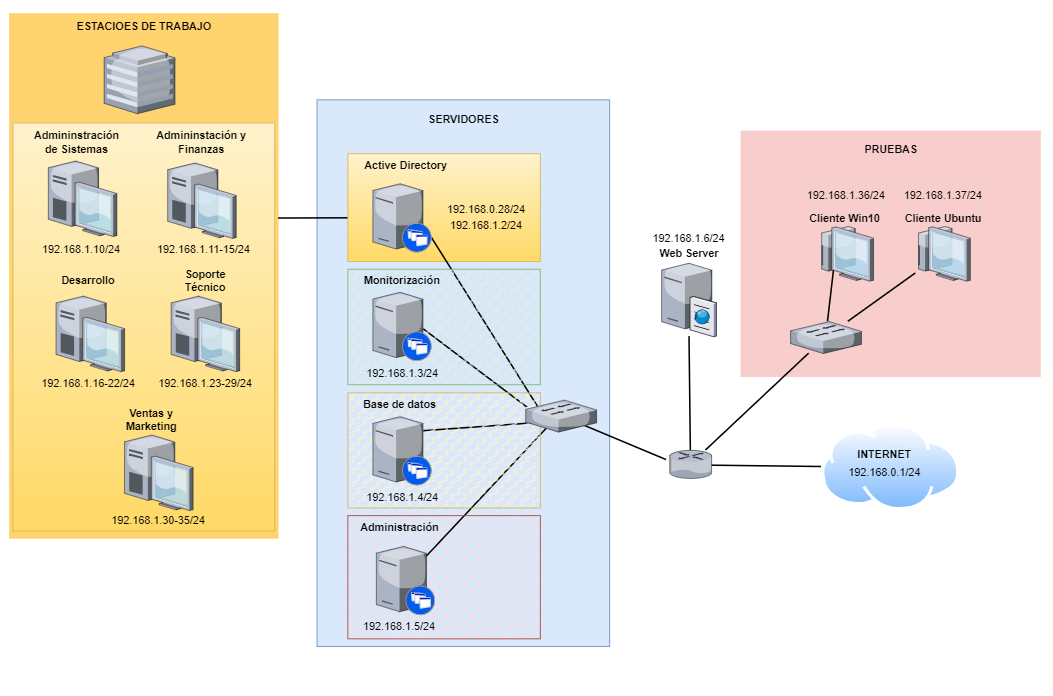 ESTACIOES DE TRABAJO
Admininstración
de Sistemas
192.168.1.10/24
Admininstación y
Finanzas
192.168.1.11-15/24
Desarrollo
192.168.1.16-22/24
Soporte
Técnico
192.168.1.23-29/24
Ventas y
Marketing
192.168.1.30-35/24
SERVIDORES
Active Directory
192.168.0.28/24
192.168.1.2/24
Monitorización
192.168.1.3/24
Base de datos
192.168.1.4/24
Administración
192.168.1.5/24
192.168.1.6/24
Web Server
PRUEBAS
192.168.1.36/24
Cliente Win10
192.168.1.37/24
Cliente Ubuntu
INTERNET
192.168.0.1/24